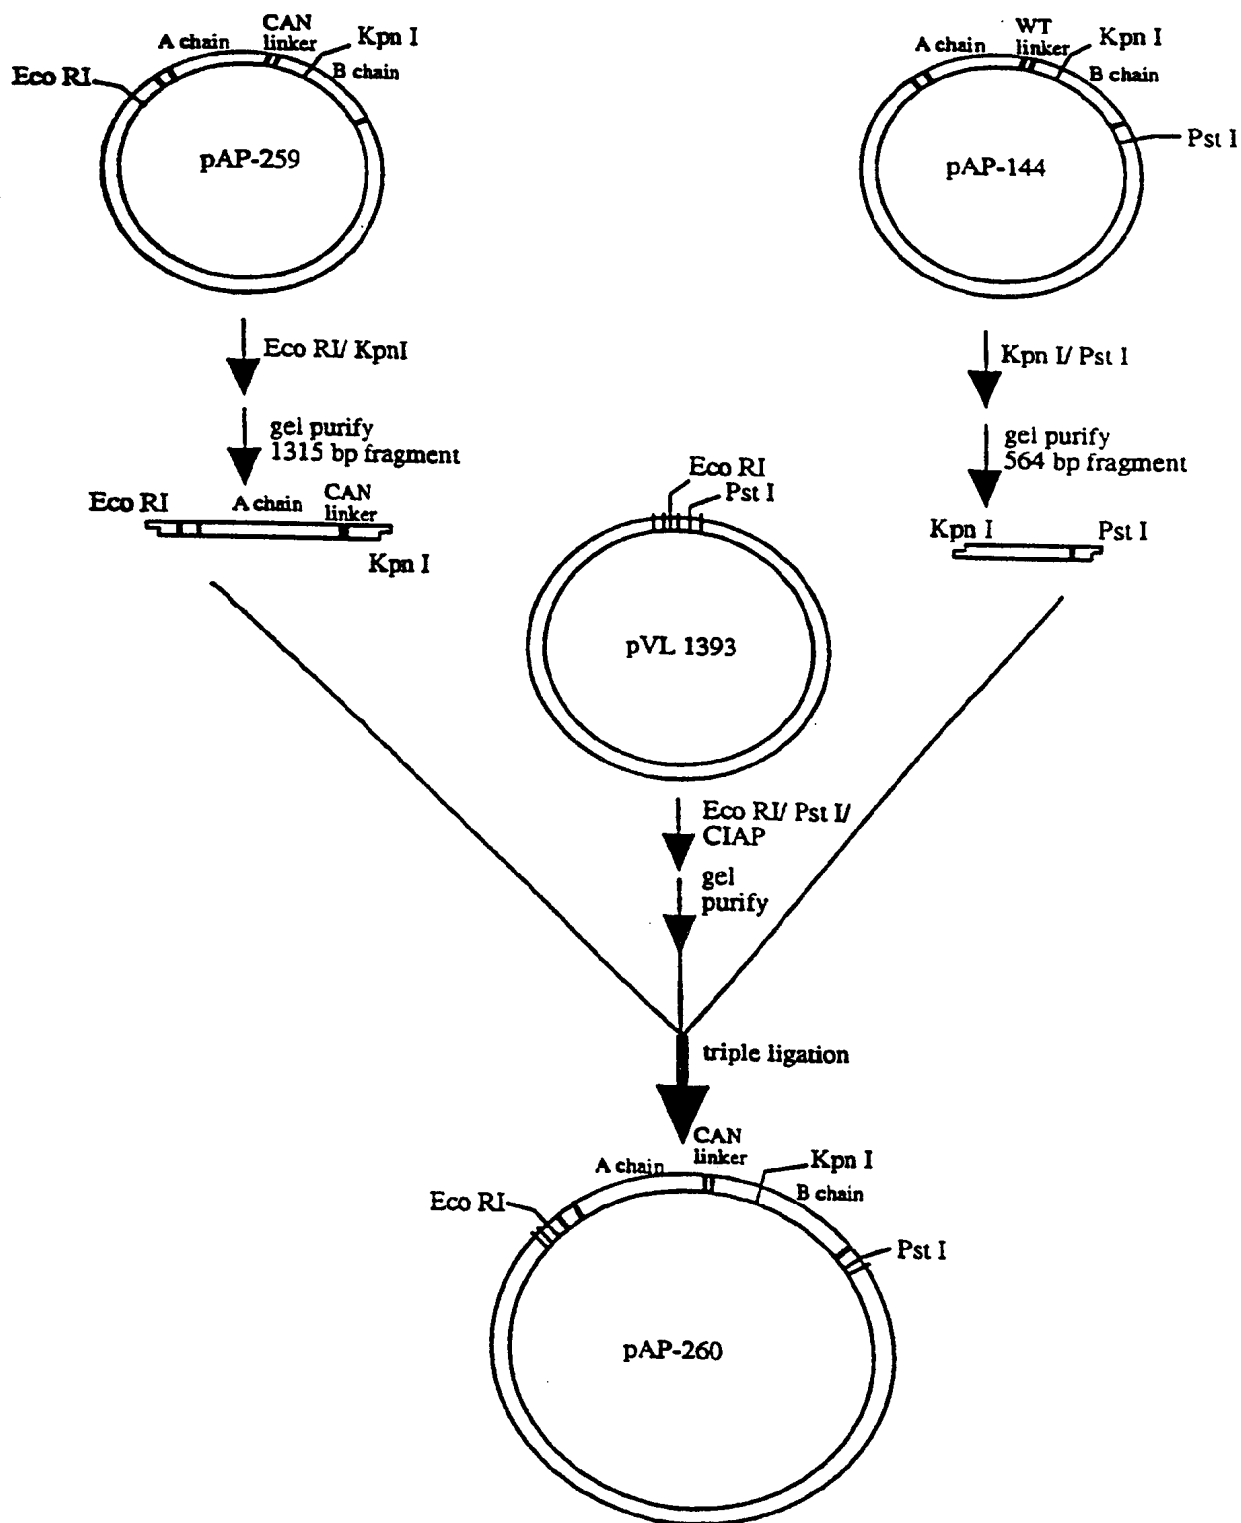 A chain
CAN
linker
Kpn I
Eco RI
B chain
pAP-259
A chain
WT
linker
Kpn I
B chain
Pst I
pAP-144
Eco RI/ KpnI
gel purify
1315 bp fragment
Eco RI
A chain
CAN
linker
Kpn I
Kpn I/ Pst I
gel purify
564 bp fragment
Kpn I
Pst I
Eco RI
Pst I
pVL 1393
Eco RI/ Pst I/
CIAP
gel
purify
triple ligation
A chain
CAN
linker
Kpn I
B chain
Eco RI
Pst I
pAP-260